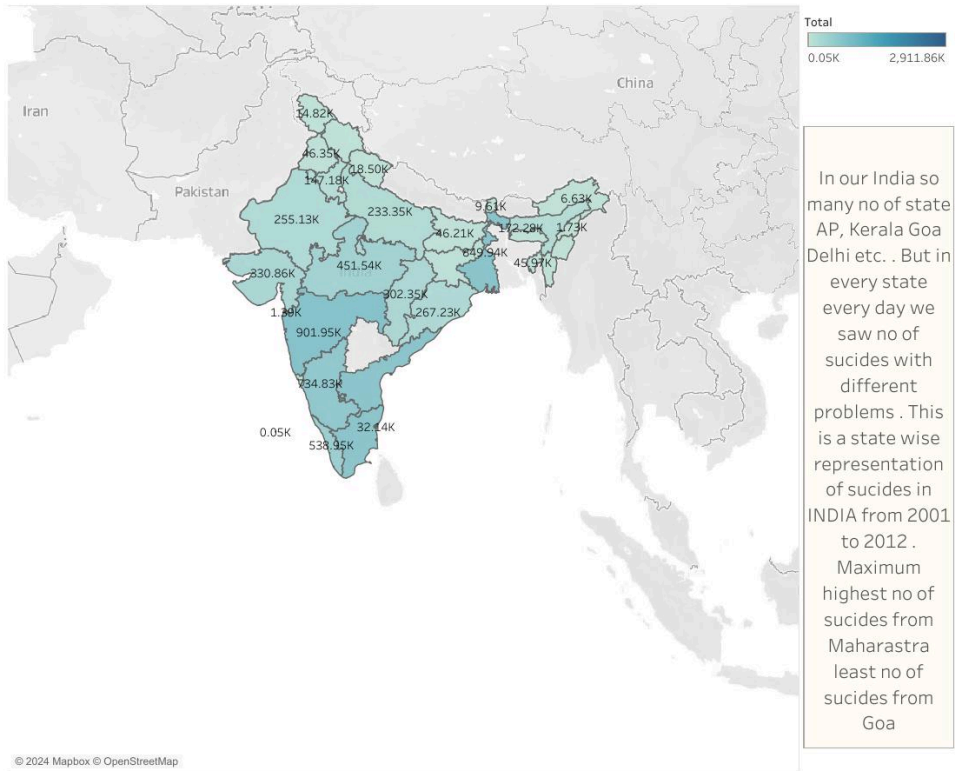 Total
0.05K 2,911.86K
Iran
China
Pakistan
14.82K
46.35K
18.50K
147.18K
255.13K
233.35K
9.61K
6.63K
46.21K
172.28K
1.73K
849.94K
45.97K
330.86K
451.54K
302.35K
267.23K
901.95K
734.83K
32.14K
0.05K
538.95K
In our India so
many no of state
AP, Kerala Goa
Delhi etc. . But in
every state
every day we
saw no of
sucides with
different
problems . This
is a state wise
representation
of sucides in
INDIA from 2001
to 2012 .
Maximum
highest no of
sucides from
Maharastra
least no of
sucides from
Goa
© 2024 Mapbox © OpenStreetMap